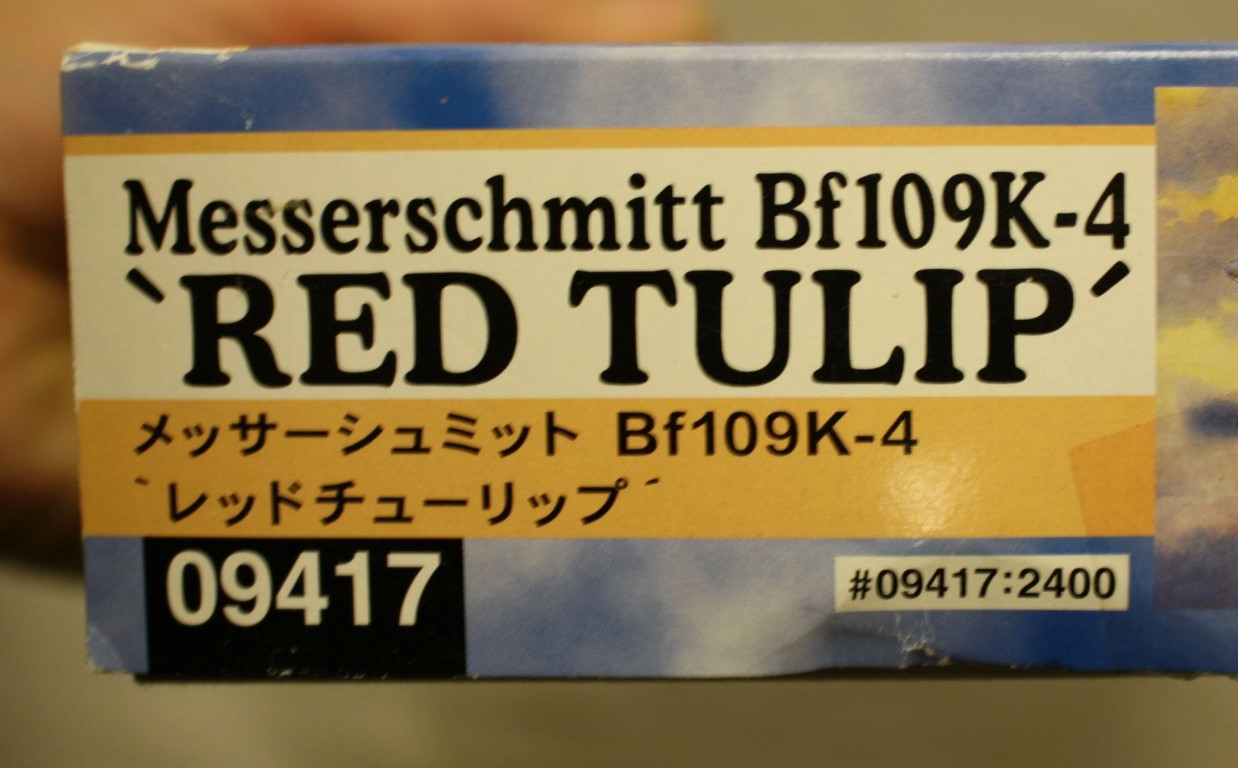 Messerschmitt Bf109K-4
`RED TULIP´
メッサーシュミット Bf109K-4
`レッドチューリップ´
09417
#09417:2400